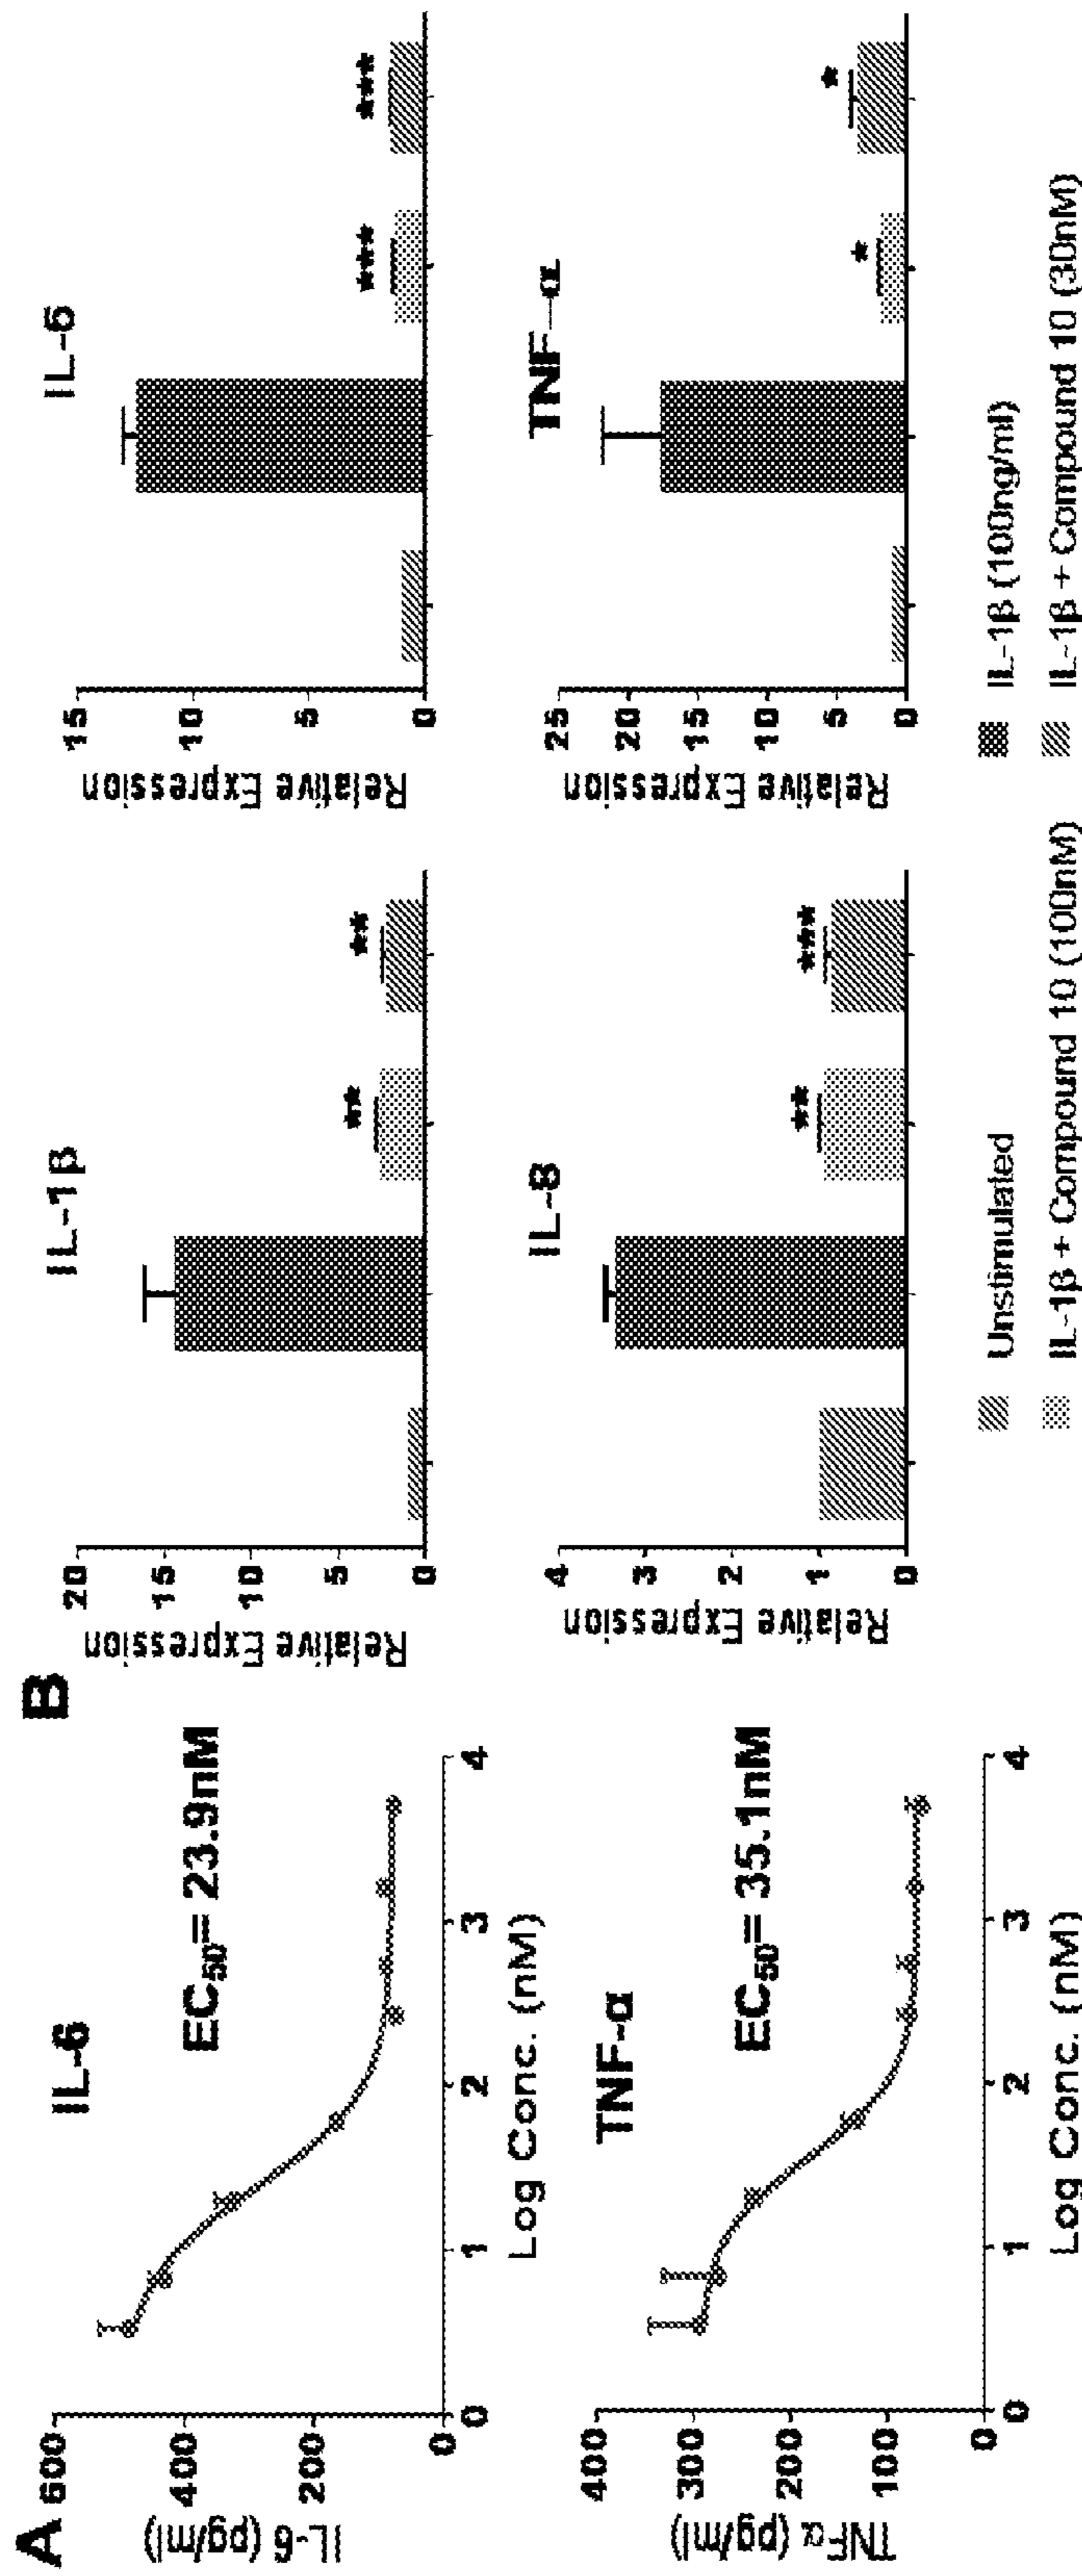 A
IL-6
600
400
200
0
IL-6 (pg/ml)
EC50= 23.9nM
0 1 2 3 4
Log Conc. (nM)
TNF-α
400
300
200
100
0
TNFα (pg/ml)
EC50= 35.1nM
0 1 2 3 4
Log Conc. (nM)
B
IL-1β
20
15
10
5
0
Relative Expression
** **
IL-6
15
10
5
0
Relative Expression
*** ***
IL-8
4
3
2
1
0
Relative Expression
** ***
TNF-α
25
20
15
10
5
0
Relative Expression
* *
Unstimulated
IL-1β (100ng/ml)
IL-1β + Compound 10 (100nM)
IL-1β + Compound 10 (30nM)